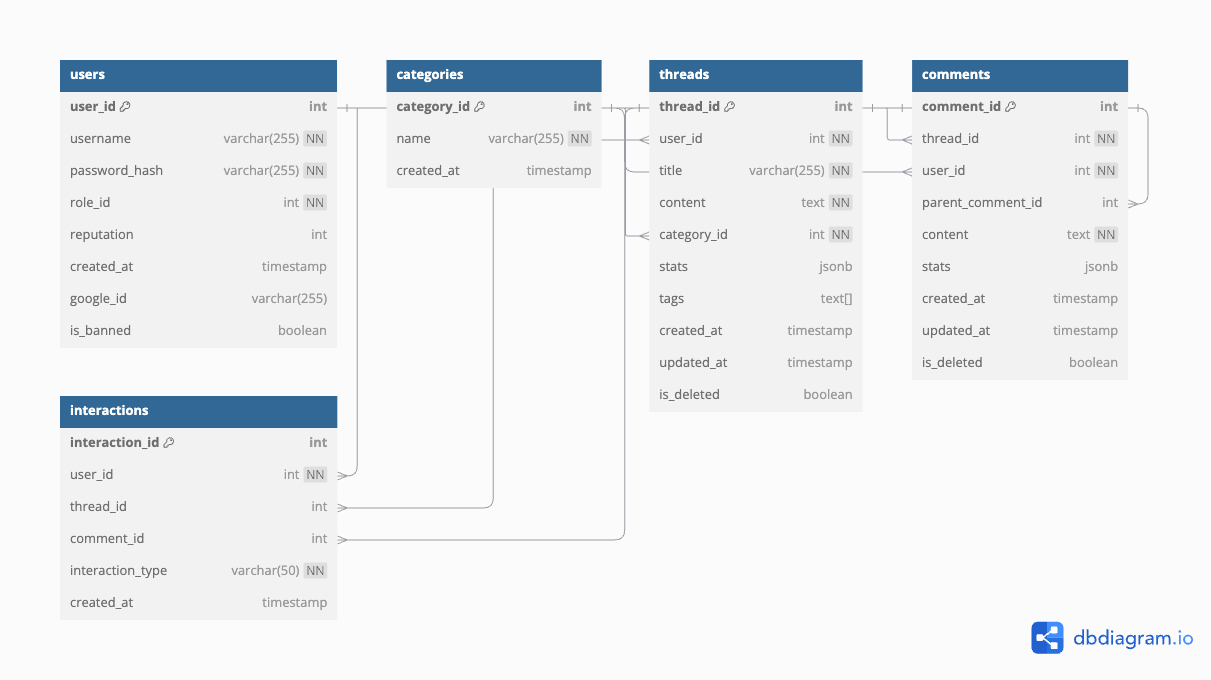 users
user_id int
username varchar(255) NN
password_hash varchar(255) NN
role_id int NN
reputation int
created_at timestamp
google_id varchar(255)
is_banned boolean
categories
category_id int
name varchar(255) NN
created_at timestamp
threads
thread_id int
user_id int NN
title varchar(255) NN
content text NN
category_id int NN
stats jsonb
tags text[]
created_at timestamp
updated_at timestamp
is_deleted boolean
comments
comment_id int
thread_id int NN
user_id int NN
parent_comment_id int
content text NN
stats jsonb
created_at timestamp
updated_at timestamp
is_deleted boolean
interactions
interaction_id int
user_id int NN
thread_id int
comment_id int
interaction_type varchar(50) NN
created_at timestamp
dbdiagram.io